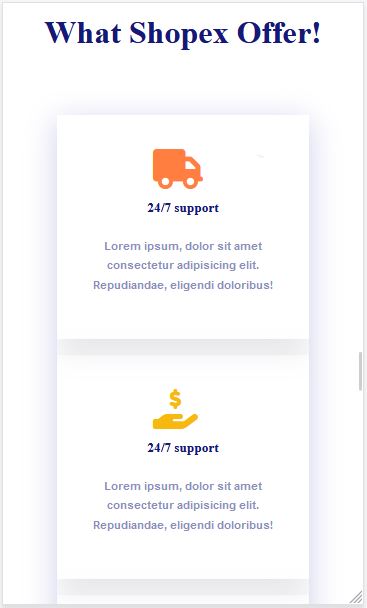 What Shopex Offer!
24/7 support
Lorem ipsum, dolor sit amet
consectetur adipisicing elit.
Repudiandae, eligendi doloribus!
$
24/7 support
Lorem ipsum, dolor sit amet
consectetur adipisicing elit.
Repudiandae, eligendi doloribus!